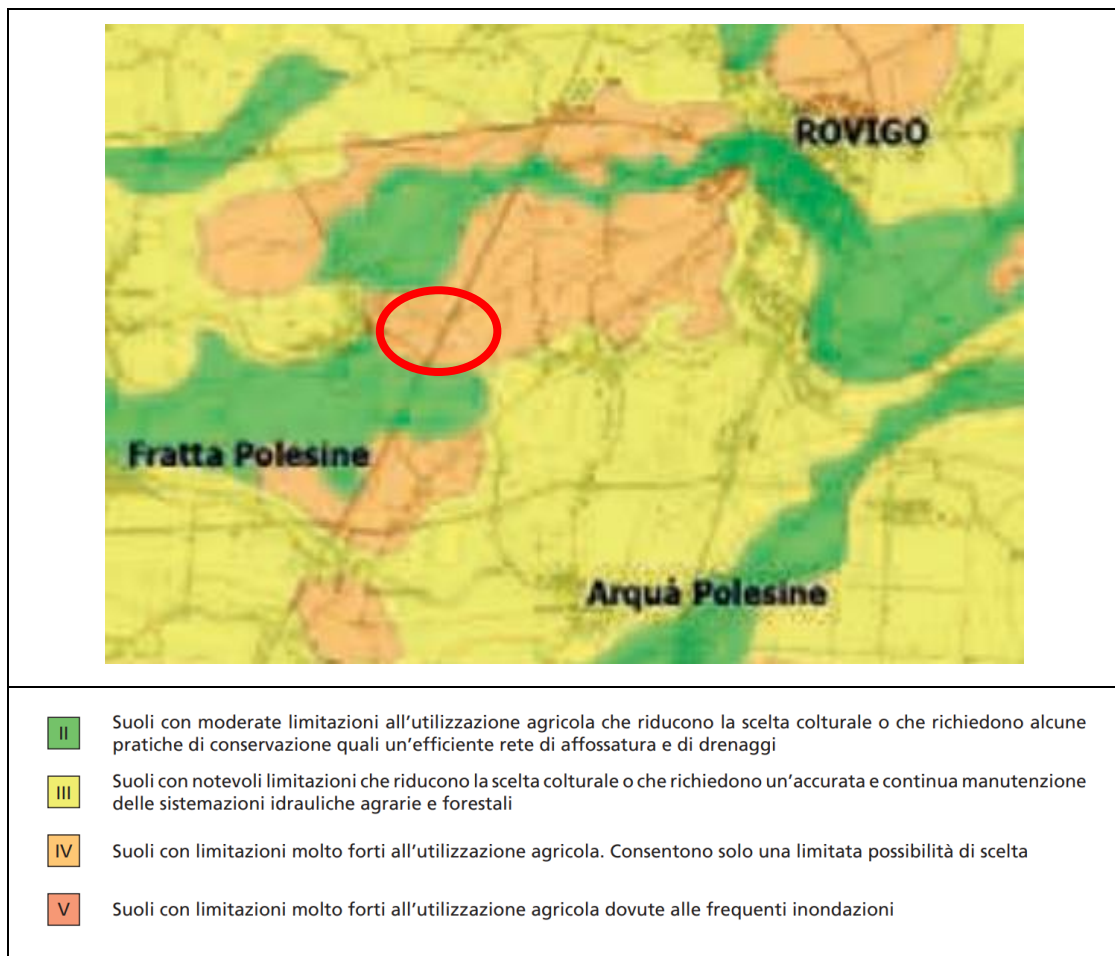 ROVIGO
Fratta Polesine
Arquà Polesine
II
Suoli con moderate limitazioni all'utilizzazione agricola che riducono la scelta colturale o che richiedono alcune
pratiche di conservazione quali un'efficiente rete di affossatura e di drenaggi
III
Suoli con notevoli limitazioni che riducono la scelta colturale o che richiedono un'accurata e continua manutenzione
delle sistemazioni idrauliche agrarie e forestali
IV
Suoli con limitazioni molto forti all'utilizzazione agricola. Consentono solo una limitata possibilità di scelta
V
Suoli con limitazioni molto forti all'utilizzazione agricola dovute alle frequenti inondazioni